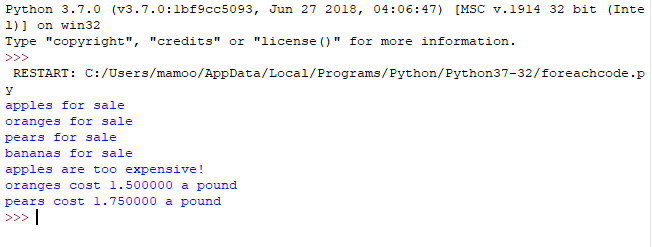 Python 3.7.0 (v3.7.0:1bf9cc5093, Jun 27 2018, 04:06:47) [MSC v.1914 32 bit (Inte
l)] on win32
Type "copyright", "credits" or "license()" for more information.
>>>
 RESTART: C:/Users/mamoo/AppData/Local/Programs/Python/Python37-32/foreachcode.p
y
apples for sale
oranges for sale
pears for sale
bananas for sale
apples are too expensive!
oranges cost 1.500000 a pound
pears cost 1.750000 a pound
>>>